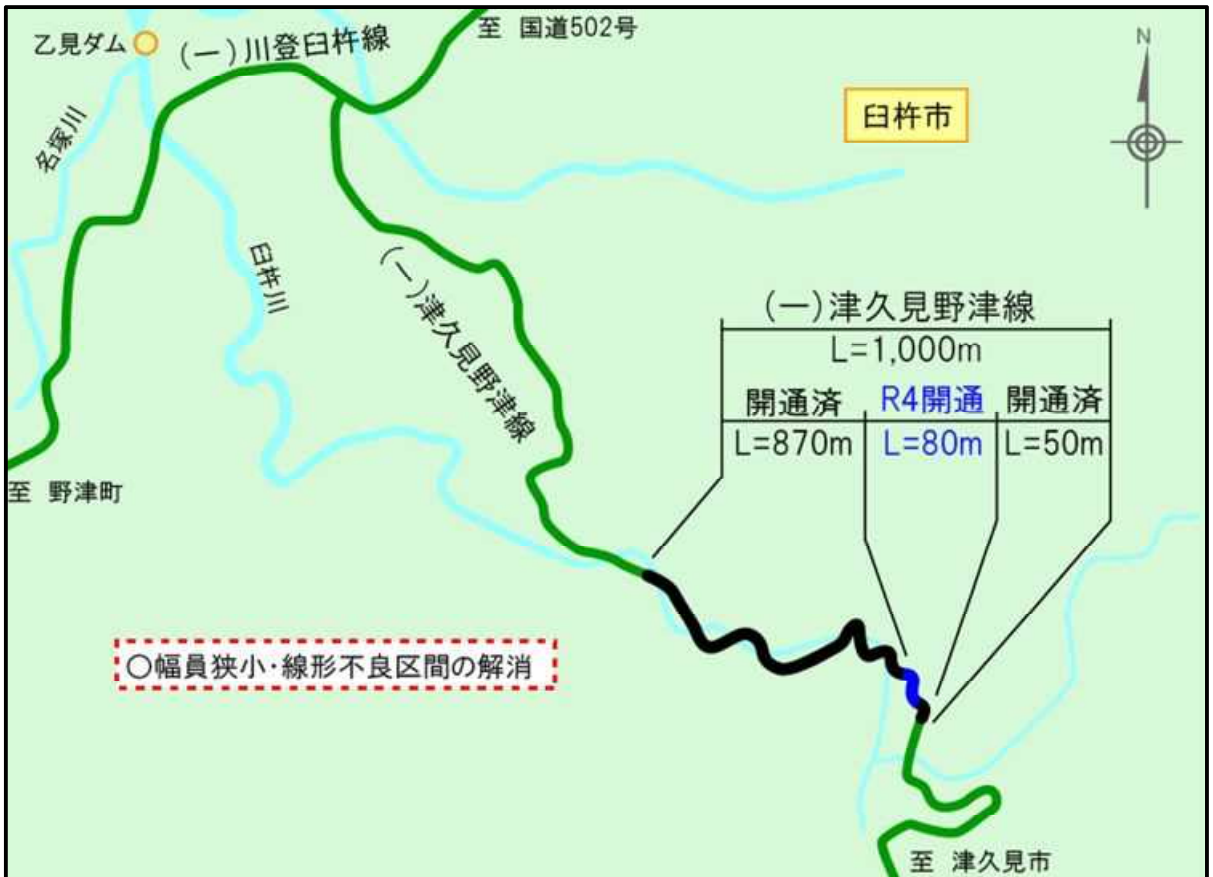 至 国道502号
乙見ダム
(一)川登臼杵線
N
臼杵市
名塚川
臼杵川
(一)津久見野津線
(一)津久見野津線
L=1,000m
開通済 R4開通 開通済
L=870m L=80m L=50m
至 野津町
○幅員狭小・線形不良区間の解消
至 津久見市